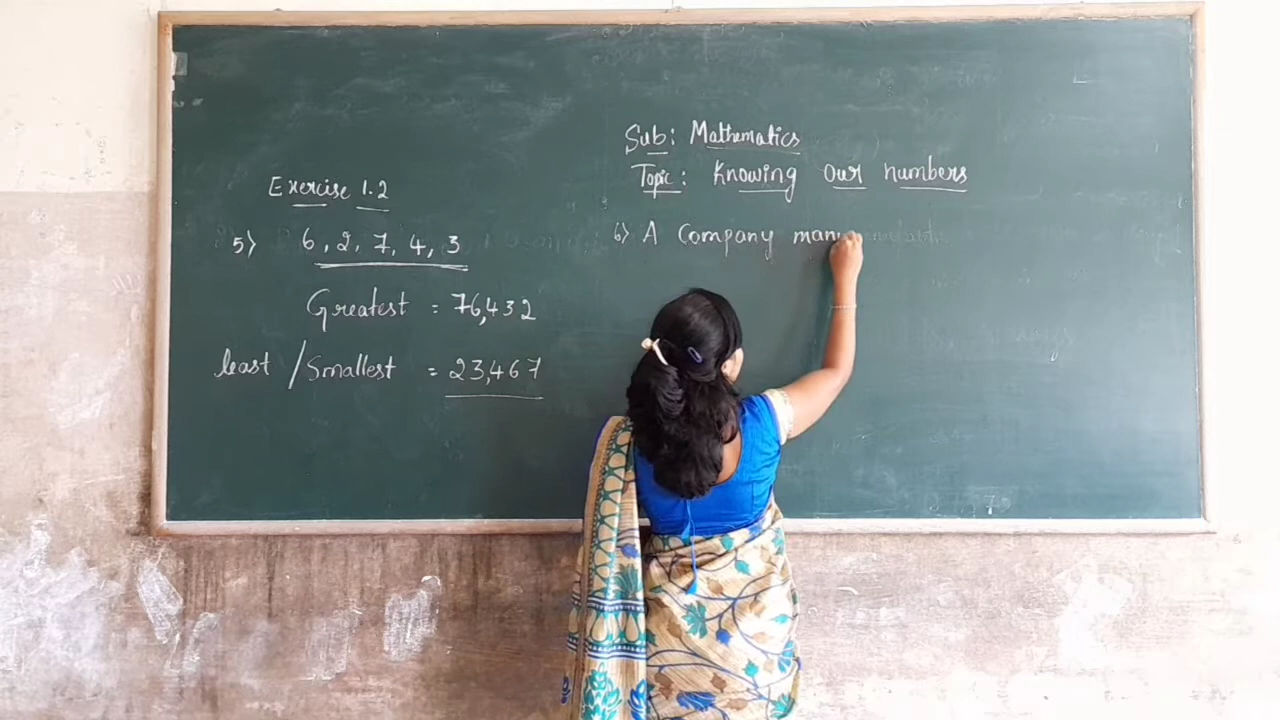 Exercise 1.2
5) 6, 2, 7, 4, 3
Greatest = 76,432
least / Smallest = 23,467
Sub: Mathematics
Topic: Knowing Our numbers
6) A Company manu